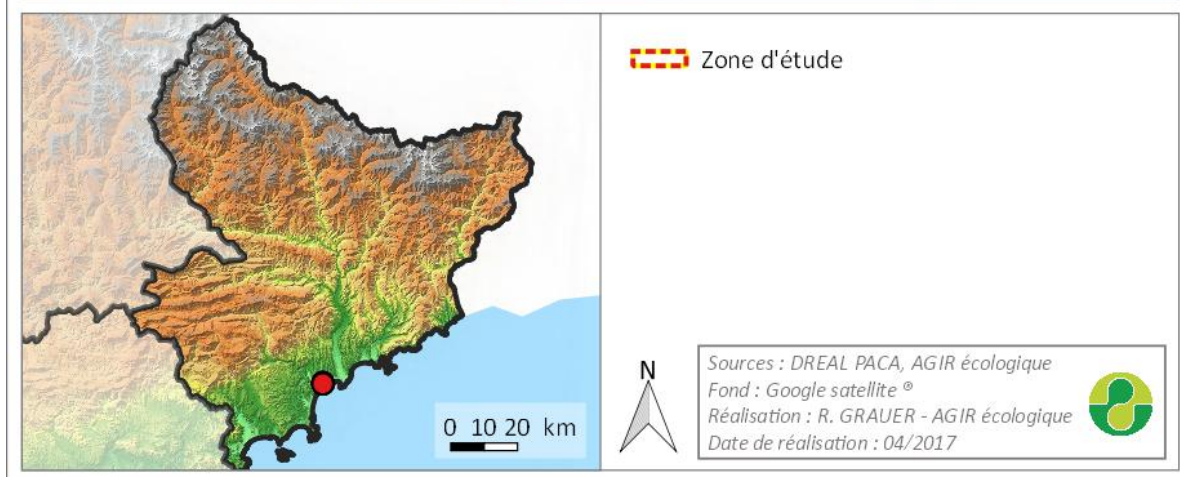 Zone d'étude
0 10 20 km
N
Sources : DREAL PACA, AGIR écologique
Fond : Google satellite ®
Réalisation : R. GRAUER - AGIR écologique
Date de réalisation : 04/2017